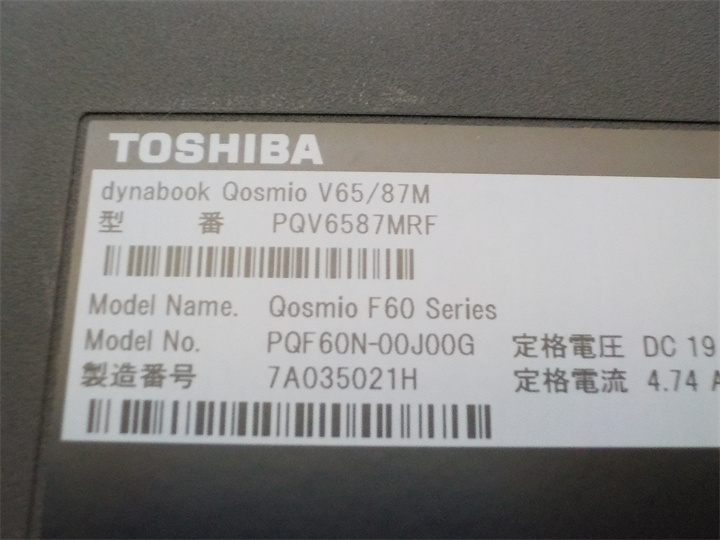 TOSHIBA
dynabook Qosmio V65/87M
型 番 PQV6587MRF
Model Name. Qosmio F60 Series
Model No. PQF60N-00J00G 定格電圧 DC 19
製造番号 7A035021H 定格電流 4.74 A